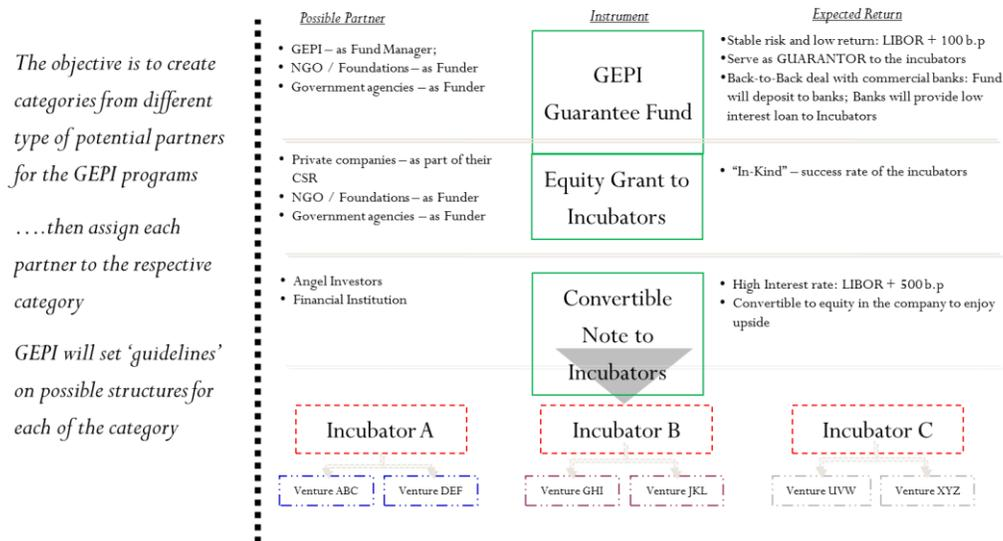 The objective is to create
categories from different
type of potential partners
for the GEPI programs
….then assign each
partner to the respective
category
GEPI will set ‘guidelines’
on possible structures for
each of the category
Possible Partner
Instrument
Expected Return
• GEPI – as Fund Manager;
• NGO / Foundations – as Funder
• Government agencies – as Funder
GEPI
Guarantee Fund
•Stable risk and low return: LIBOR + 100 b.p
•Serve as GUARANTOR to the incubators
•Back-to-Back deal with commercial banks: Fund
will deposit to banks; Banks will provide low
interest loan to Incubators
• Private companies – as part of their
CSR
• NGO / Foundations – as Funder
• Government agencies – as Funder
Equity Grant to
Incubators
• “In-Kind” – success rate of the incubators
• Angel Investors
• Financial Institution
Convertible
Note to
Incubators
• High Interest rate: LIBOR + 500 b.p
• Convertible to equity in the company to enjoy
upside
Incubator A
Incubator B
Incubator C
Venture ABC
Venture DEF
Venture GHI
Venture JKL
Venture UVW
Venture XYZ